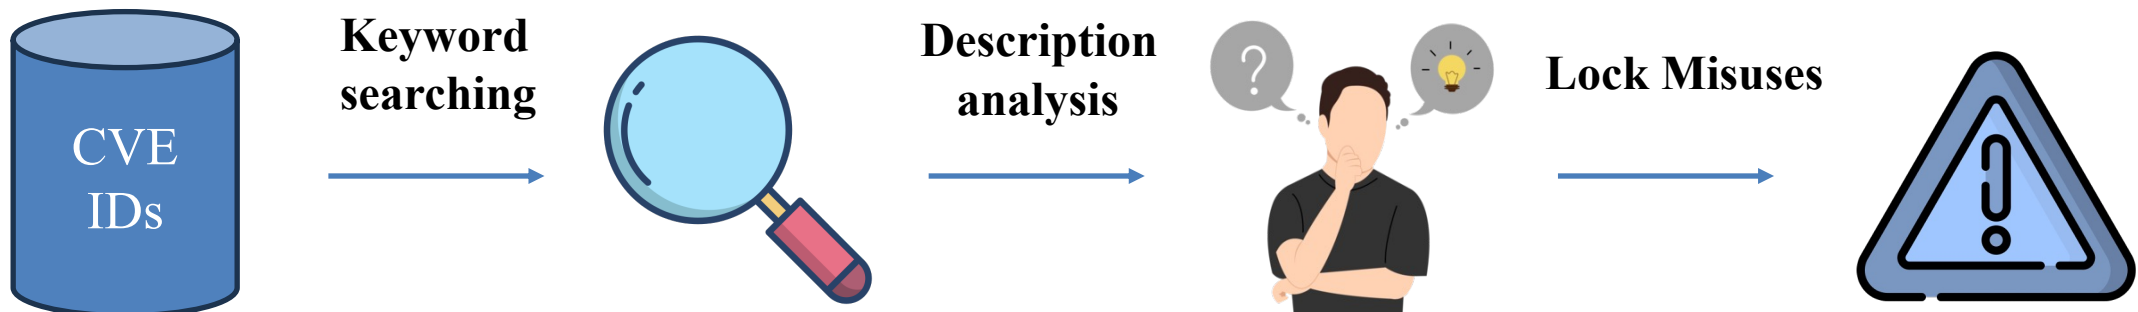 CVE
IDs
Keyword
searching
Description
analysis
?
Lock Misuses